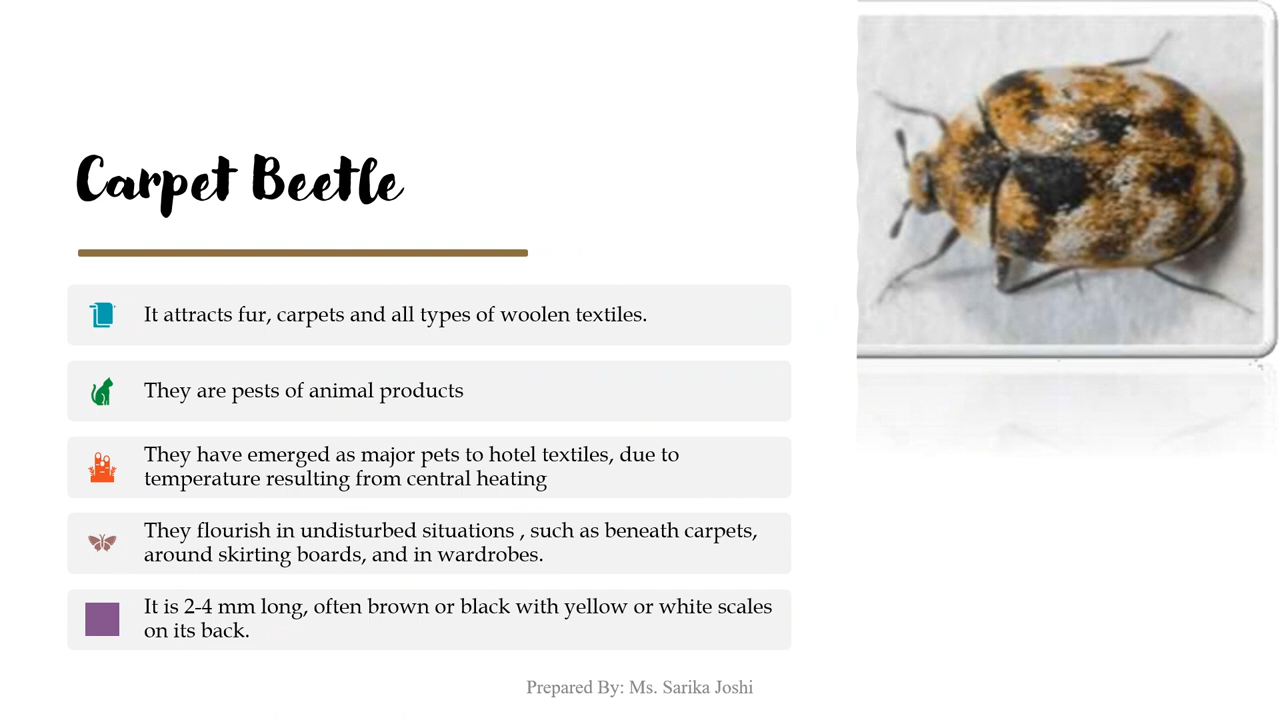 Carpet Beetle
It attracts fur, carpets and all types of woolen textiles.
They are pests of animal products
They have emerged as major pets to hotel textiles, due to
temperature resulting from central heating
They flourish in undisturbed situations , such as beneath carpets,
around skirting boards, and in wardrobes.
It is 2-4 mm long, often brown or black with yellow or white scales
on its back.
Prepared By: Ms. Sarika Joshi